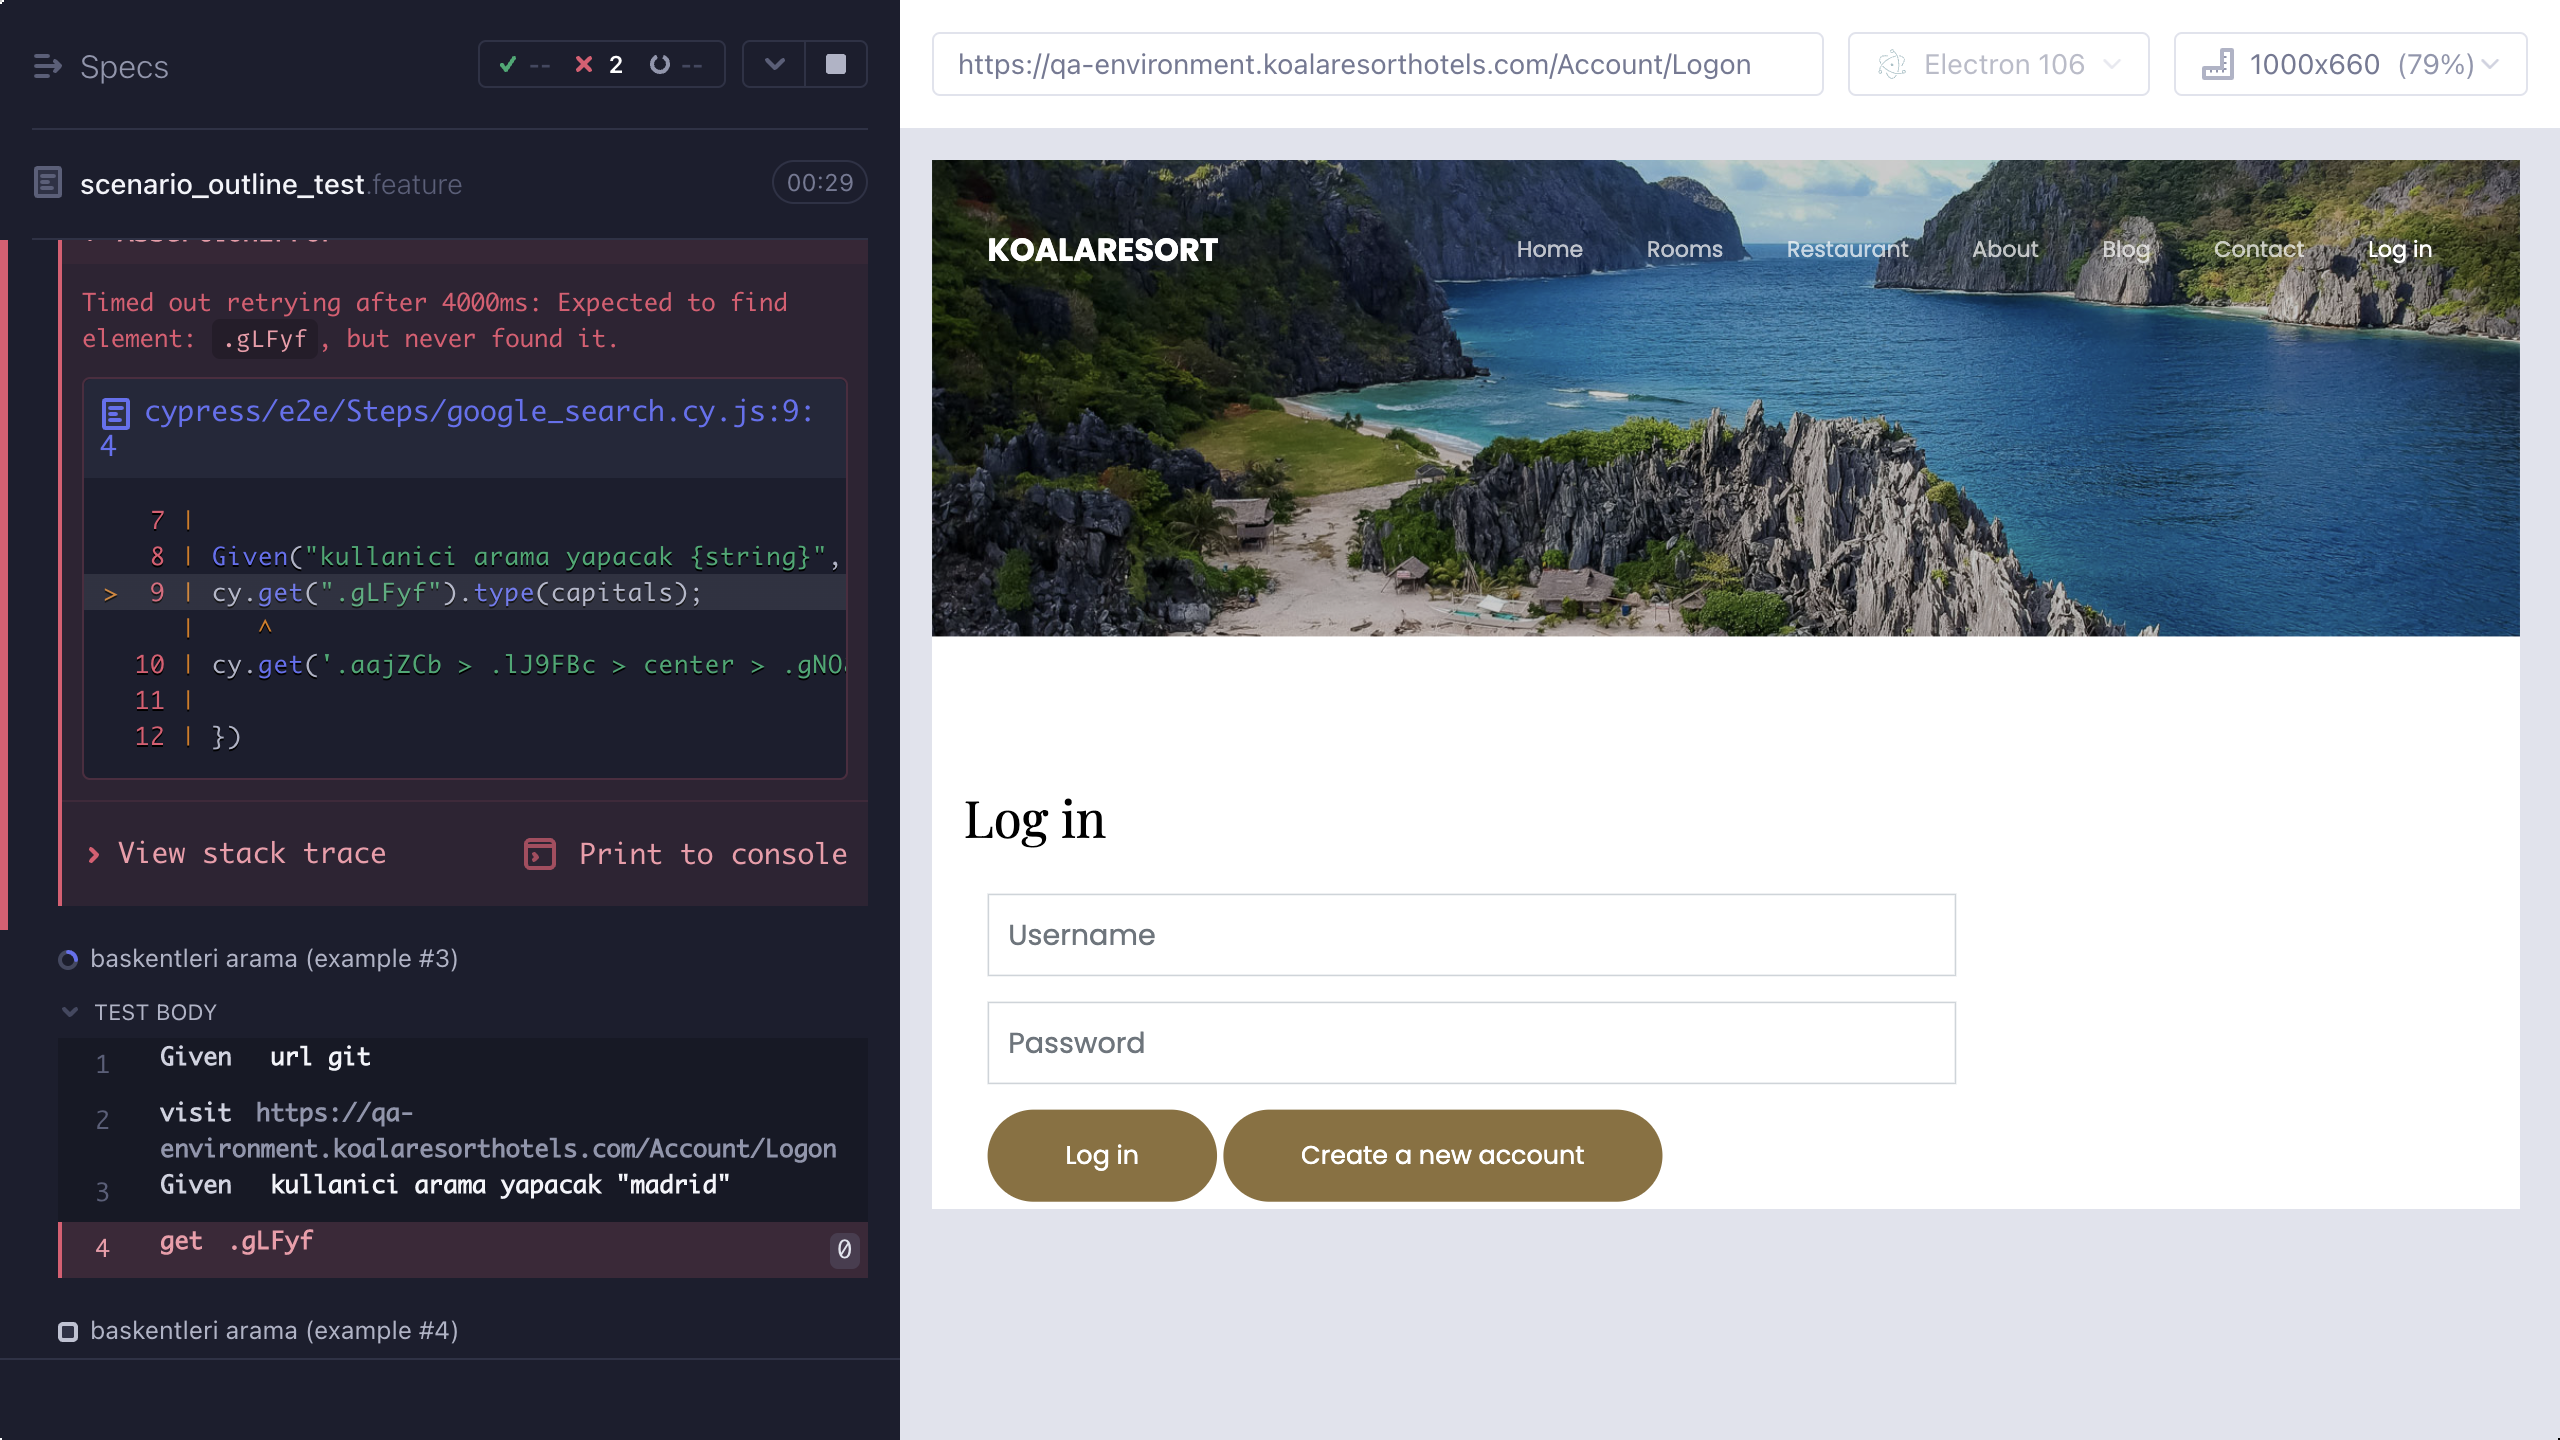 Specs
-- 2 --
scenario_outline_test.feature
00:29
Timed out retrying after 4000ms: Expected to find
element: .gLFyf, but never found it.
cypress/e2e/Steps/google_search.cy.js:9:
4
7 |
8 | Given("kullanici arama yapacak {string}",
> 9 | cy.get(".gLFyf").type(capitals);
| ^
10 | cy.get('.aajZCb > .lJ9FBc > center > .gNO
11 |
12 | })
View stack trace
Print to console
baskentleri arama (example #3)
TEST BODY
1 Given url git
2 visit https://qa-
environment.koalaresorthotels.com/Account/Logon
3 Given kullanici arama yapacak "madrid"
4 get .gLFyf 0
baskentleri arama (example #4)
https://qa-environment.koalaresorthotels.com/Account/Logon
Electron 106
1000x660 (79%)
KOALARESORT
Home Rooms Restaurant About Blog Contact Log in
Log in
Username
Password
Log in
Create a new account